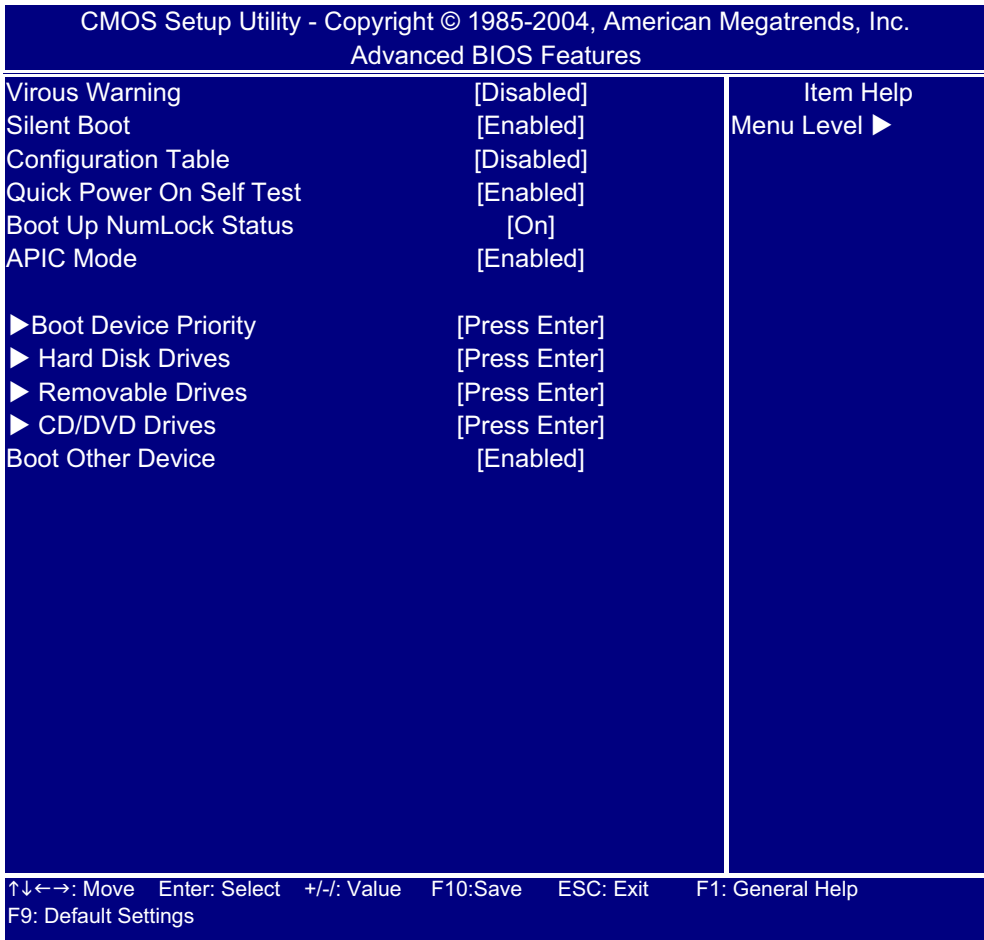 CMOS Setup Utility - Copyright © 1985-2004, American Megatrends, Inc.
Advanced BIOS Features
Virous Warning [Disabled] Item Help
Silent Boot [Enabled] Menu Level ▶
Configuration Table [Disabled]
Quick Power On Self Test [Enabled]
Boot Up NumLock Status [On]
APIC Mode [Enabled]
▶Boot Device Priority [Press Enter]
▶ Hard Disk Drives [Press Enter]
▶ Removable Drives [Press Enter]
▶ CD/DVD Drives [Press Enter]
Boot Other Device [Enabled]
↑↓←→: Move Enter: Select +/-/: Value F10:Save ESC: Exit F1: General Help
F9: Default Settings